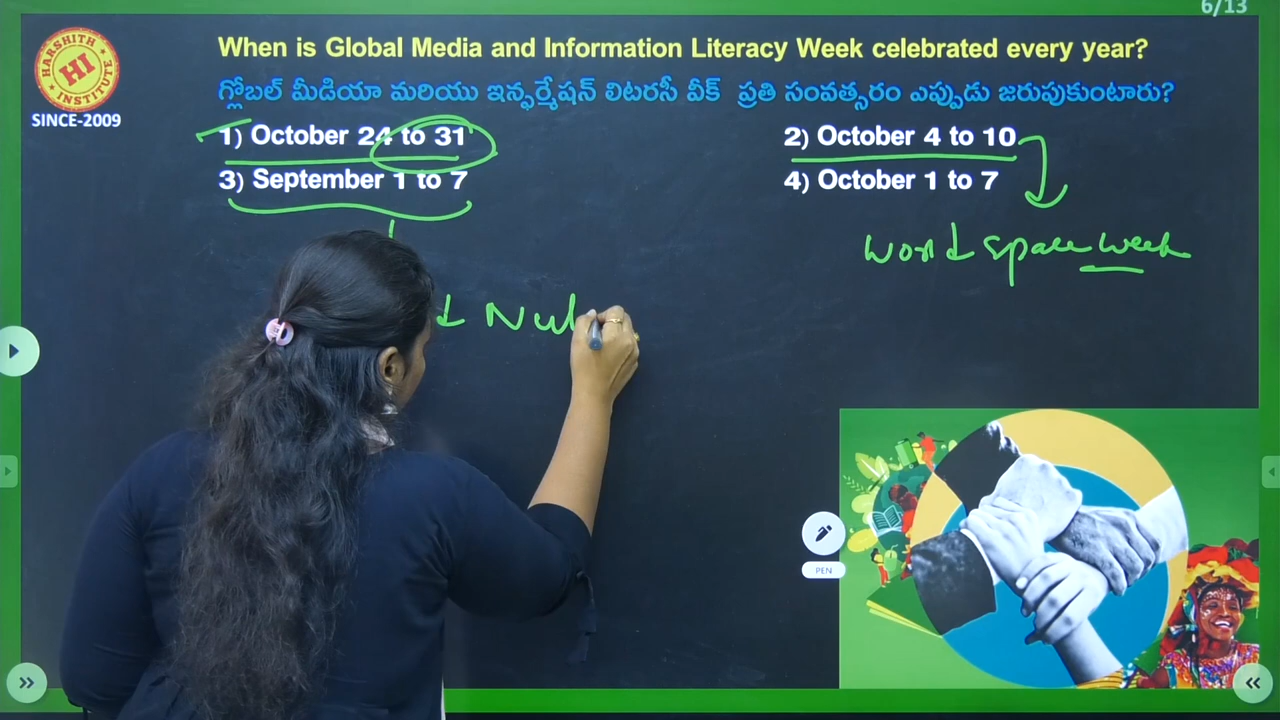 6/13
HARSHITH
HI
INSTITUTE
SINCE-2009
When is Global Media and Information Literacy Week celebrated every year?
గ్లోబల్ మీడియా మరియు ఇన్ఫర్మేషన్ లిటరసీ వీక్ ప్రతి సంవత్సరం ఎప్పుడు జరుపుకుంటారు?
1) October 24 to 31
2) October 4 to 10
3) September 1 to 7
4) October 1 to 7
world space week
Nut
PEN